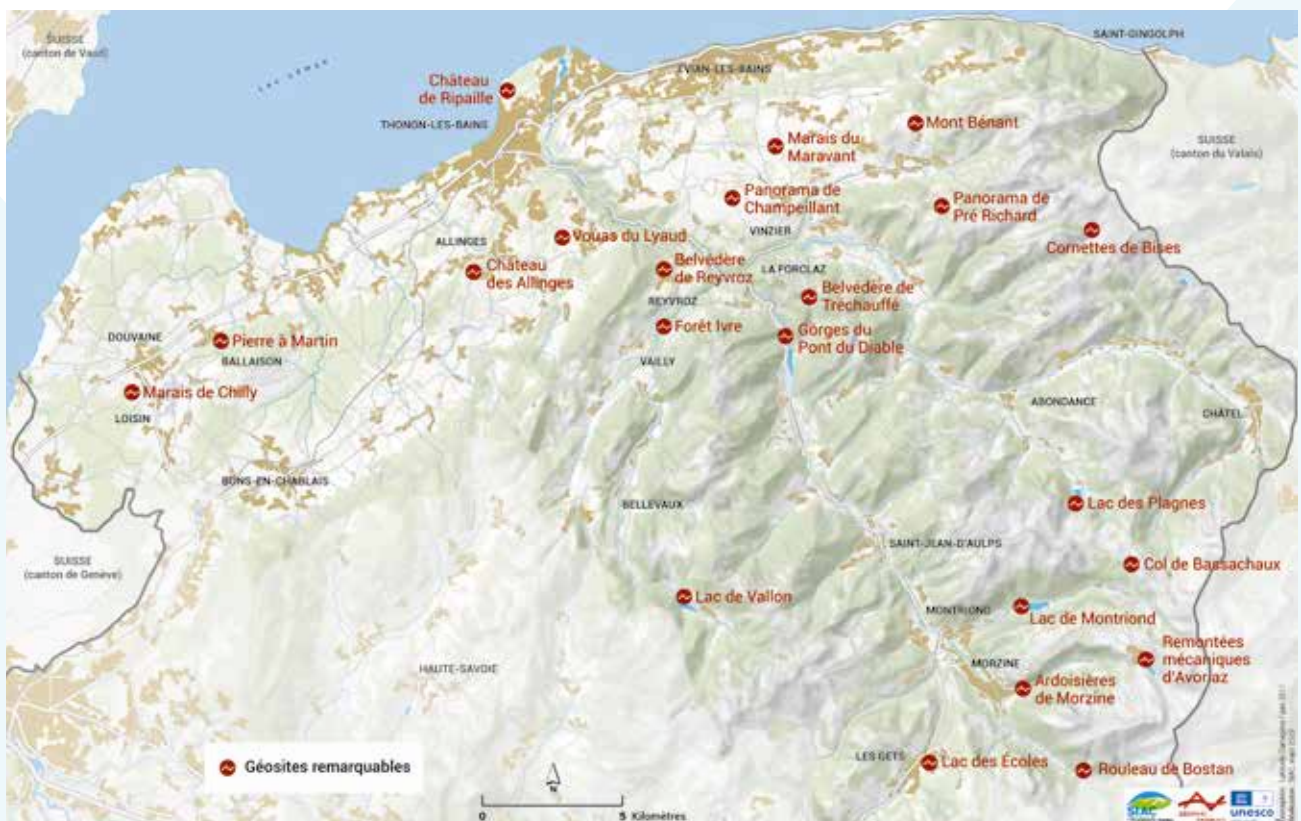 SUISSE
(canton de Vaud)
LAC LÉMAN
SAINT-GINGOLPH
ÉVIAN-LES-BAINS
Château
de Ripaille
THONON-LES-BAINS
Mont Bénant
Marais du
Maravant
SUISSE
(canton du Valais)
Panorama de
Champeillant
Panorama de
Pré Richard
VINZIER
Cornettes de Bises
ALLINGES
Vouas du Lyaud
Château
des Allinges
Belvédère
de Reyvroz
LA FORCLAZ
REYVROZ
Belvédère de
Tréchauffé
Forêt Ivre
Gorges du
Pont du Diable
DOUVAINE
Pierre à Martin
BALLAISON
VAILLY
Marais de Chilly
LOISIN
ABONDANCE
CHÂTEL
BONS-EN-CHABLAIS
BELLEVAUX
Lac des Plagnes
SAINT-JEAN-D'AULPS
SUISSE
(canton de Genève)
Col de Bassachaux
Lac de Vallon
MONTRIOND
Lac de Montriond
HAUTE-SAVOIE
MORZINE
Remontées
mécaniques
d'Avoriaz
Ardoisières
de Morzine
LES GETS
Lac des Écoles
Rouleau de Bostan
Géosites remarquables
N
0 5 Kilomètres
SIAC
unesco